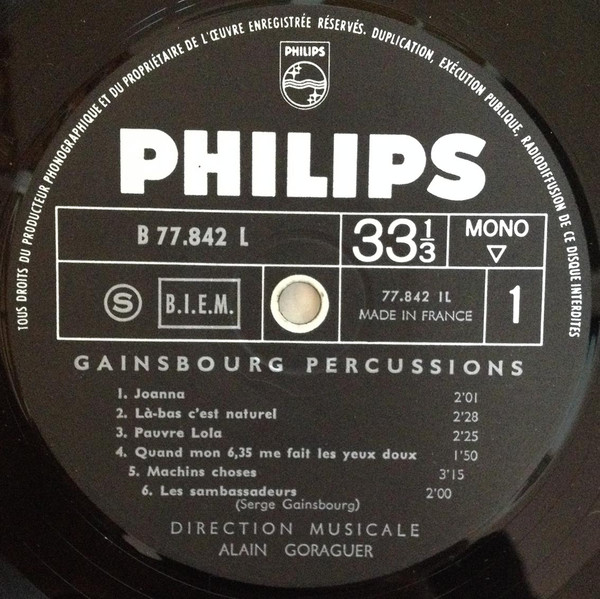 TOUS DROITS DU PRODUCTEUR PHONOGRAPHIQUE ET DU PROPRIÉTAIRE DE L'ŒUVRE ENREGISTRÉE RÉSERVÉS. DUPLICATION, EXÉCUTION PUBLIQUE, RADIODIFFUSION DE CE DISQUE INTERDITES
PHILIPS
PHILIPS
B 77.842 L
33 1/3
MONO
S
B.I.E.M.
77.842 1L
MADE IN FRANCE
1
GAINSBOURG PERCUSSIONS
1. Joanna 2'01
2. Là-bas c'est naturel 2'28
3. Pauvre Lola 2'25
4. Quand mon 6,35 me fait les yeux doux 1'50
5. Machins choses 3'15
6. Les sambassadeurs 2'00
(Serge Gainsbourg)
DIRECTION MUSICALE
ALAIN GORAGUER